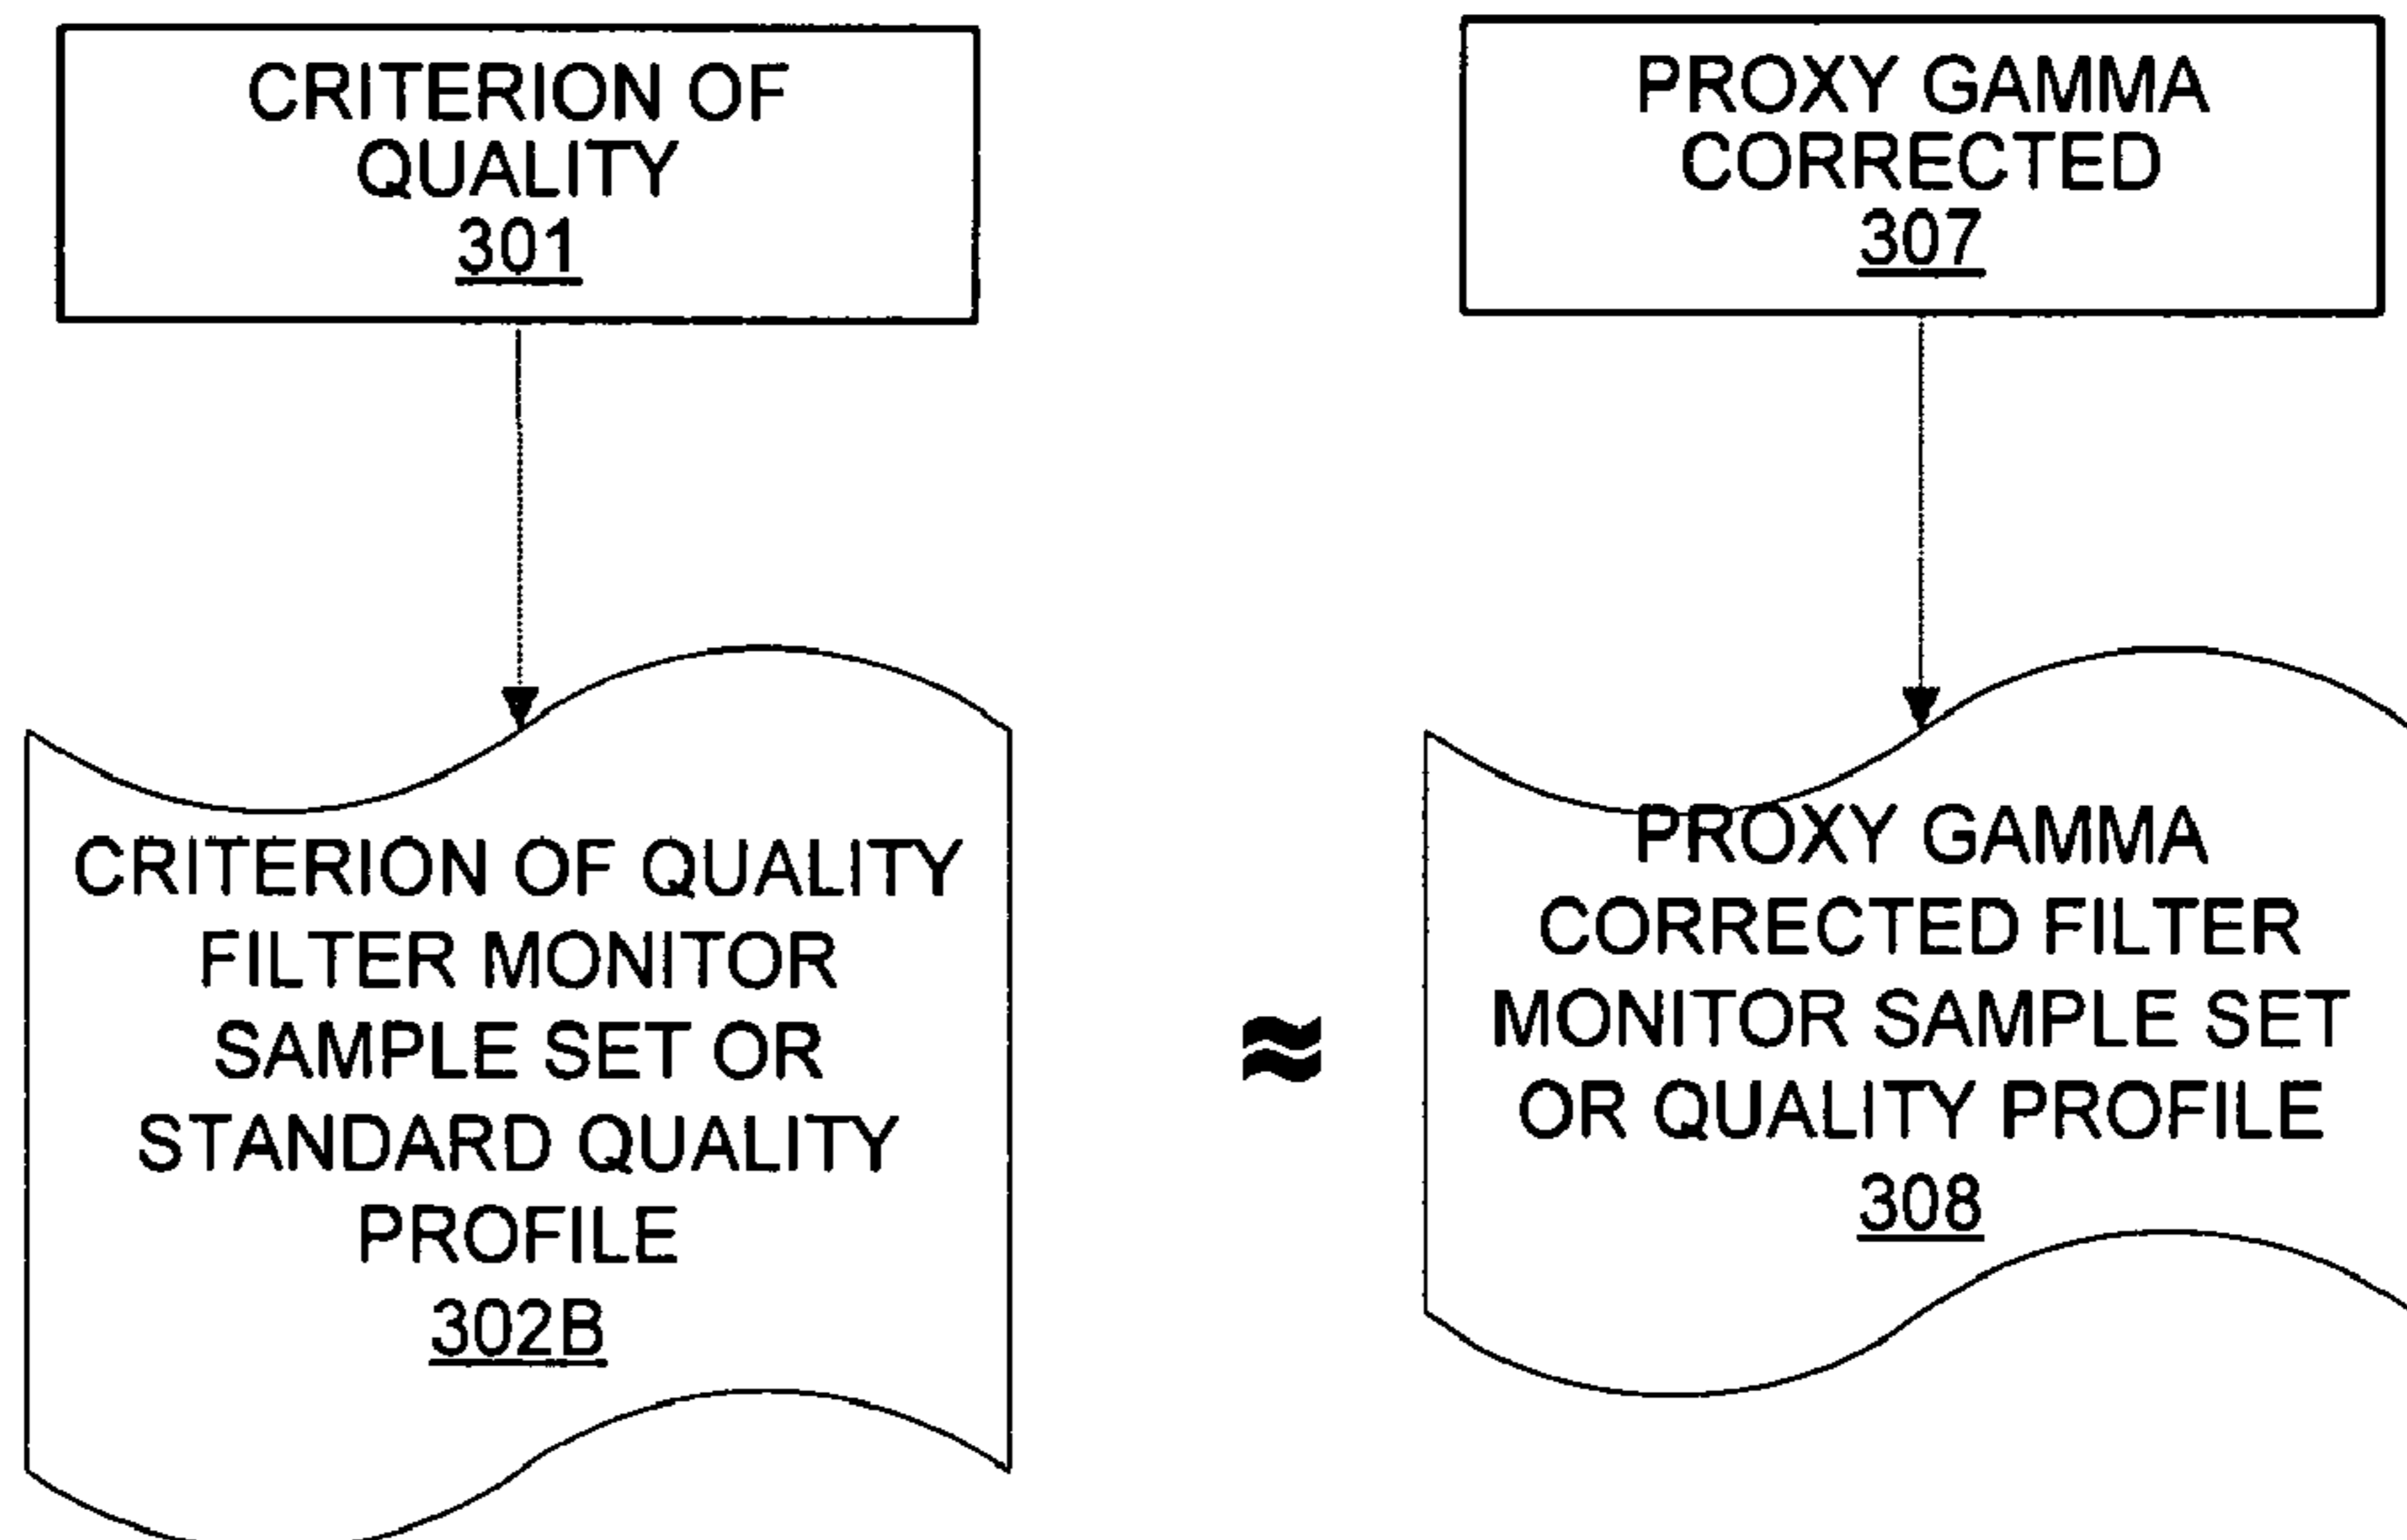 CRITERION OF
QUALITY
301
PROXY GAMMA
CORRECTED
307
CRITERION OF QUALITY
FILTER MONITOR
SAMPLE SET OR
STANDARD QUALITY
PROFILE
302B
≈
PROXY GAMMA
CORRECTED FILTER
MONITOR SAMPLE SET
OR QUALITY PROFILE
308